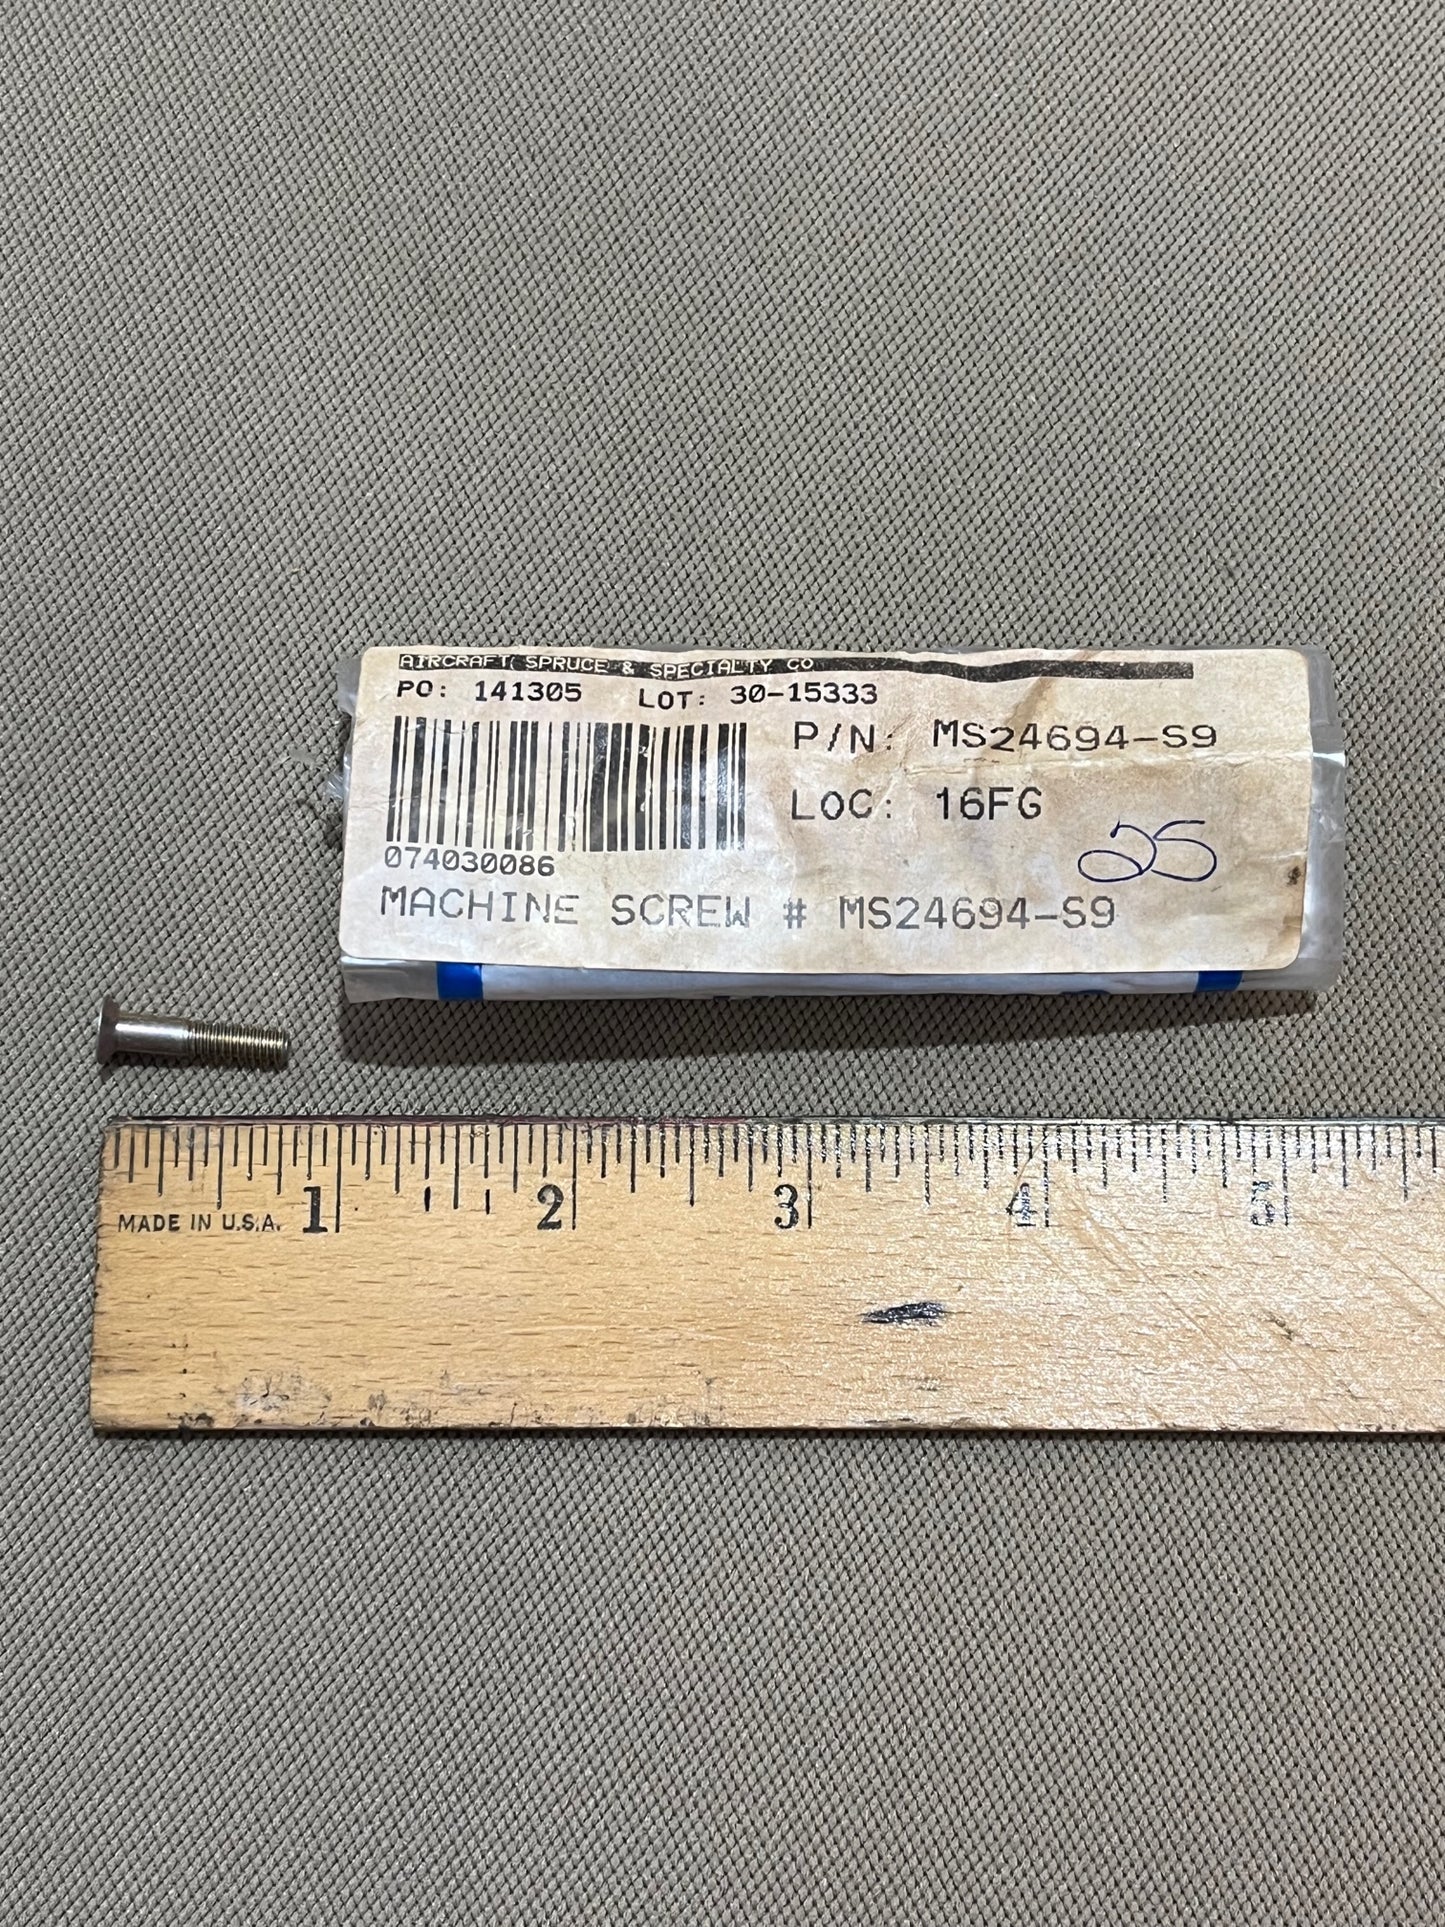 AIRCRAFT SPRUCE & SPECIALTY CO
PO: 141305 LOT: 30-15333
P/N: MS24694-S9
LOC: 16FG
25
074030086
MACHINE SCREW # MS24694-S9
1 2 3 4 5
MADE IN U.S.A.